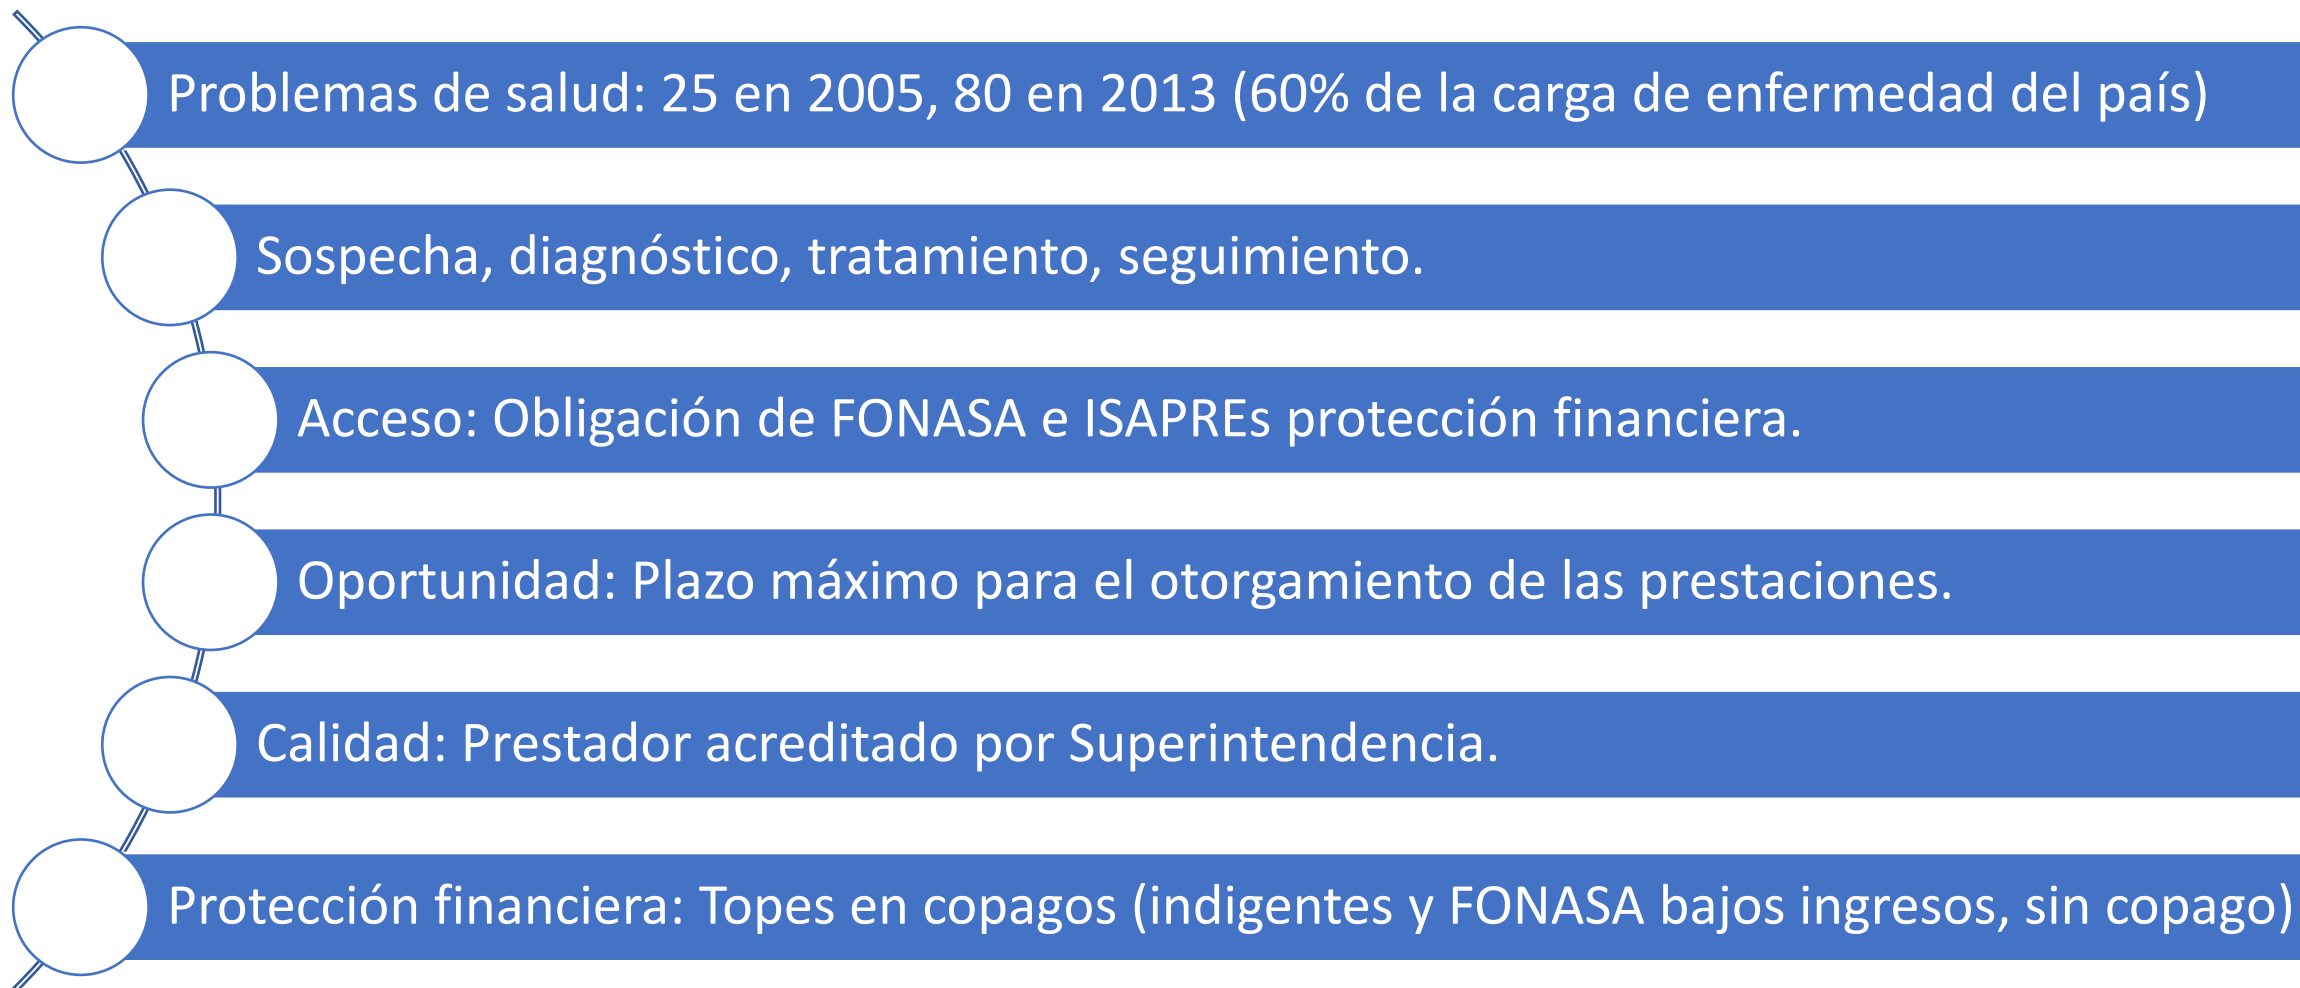 Problemas de salud: 25 en 2005, 80 en 2013 (60% de la carga de enfermedad del país)
Sospecha, diagnóstico, tratamiento, seguimiento.
Acceso: Obligación de FONASA e ISAPREs protección financiera.
Oportunidad: Plazo máximo para el otorgamiento de las prestaciones.
Calidad: Prestador acreditado por Superintendencia.
Protección financiera: Topes en copagos (indigentes y FONASA bajos ingresos, sin copago)